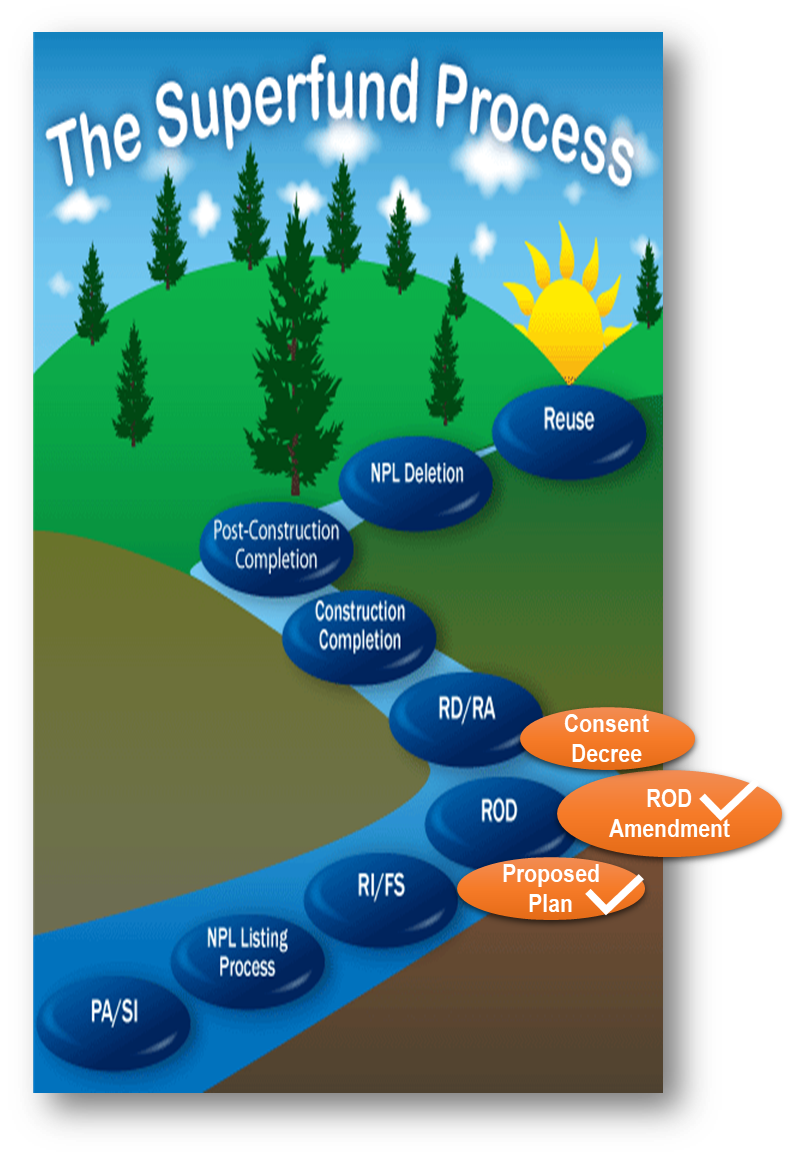 The Superfund Process
Reuse
NPL Deletion
Post-Construction
Completion
Construction
Completion
RD/RA
Consent
Decree
ROD
ROD
Amendment
Proposed
Plan
RI/FS
NPL Listing
Process
PA/SI